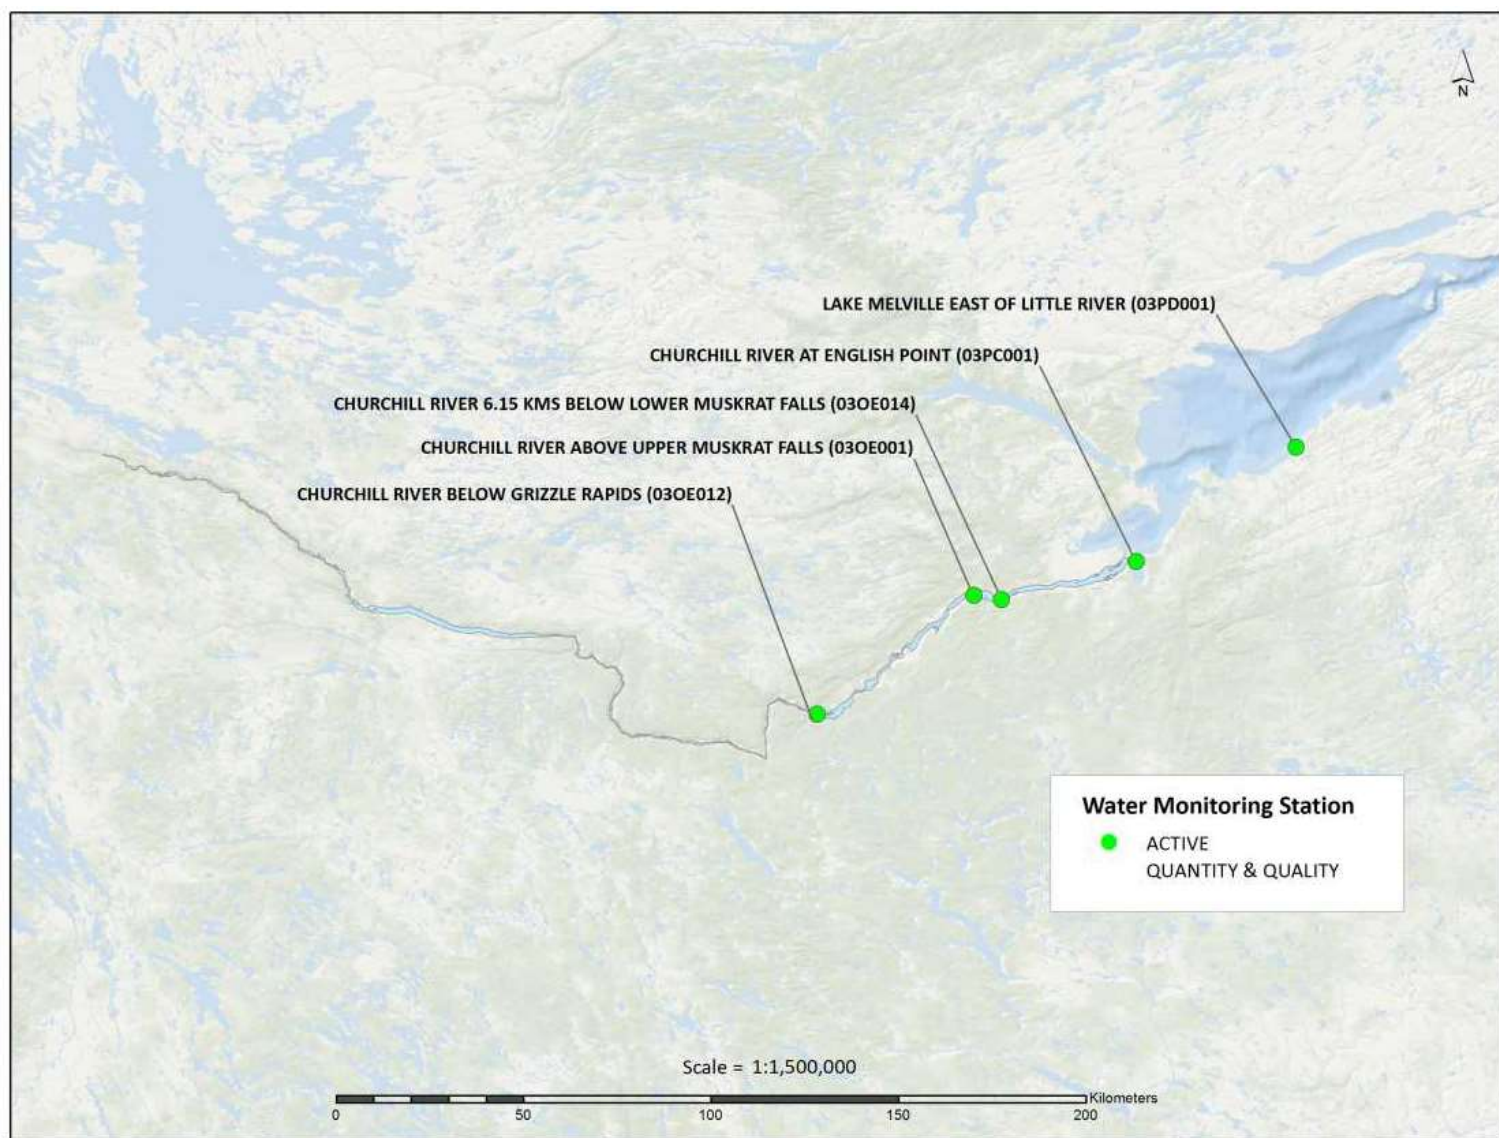 N
LAKE MELVILLE EAST OF LITTLE RIVER (03PD001)
CHURCHILL RIVER AT ENGLISH POINT (03PC001)
CHURCHILL RIVER 6.15 KMS BELOW LOWER MUSKRAT FALLS (03OE014)
CHURCHILL RIVER ABOVE UPPER MUSKRAT FALLS (03OE001)
CHURCHILL RIVER BELOW GRIZZLE RAPIDS (03OE012)
Water Monitoring Station
ACTIVE
QUANTITY & QUALITY
Scale = 1:1,500,000
Kilometers
0 50 100 150 200